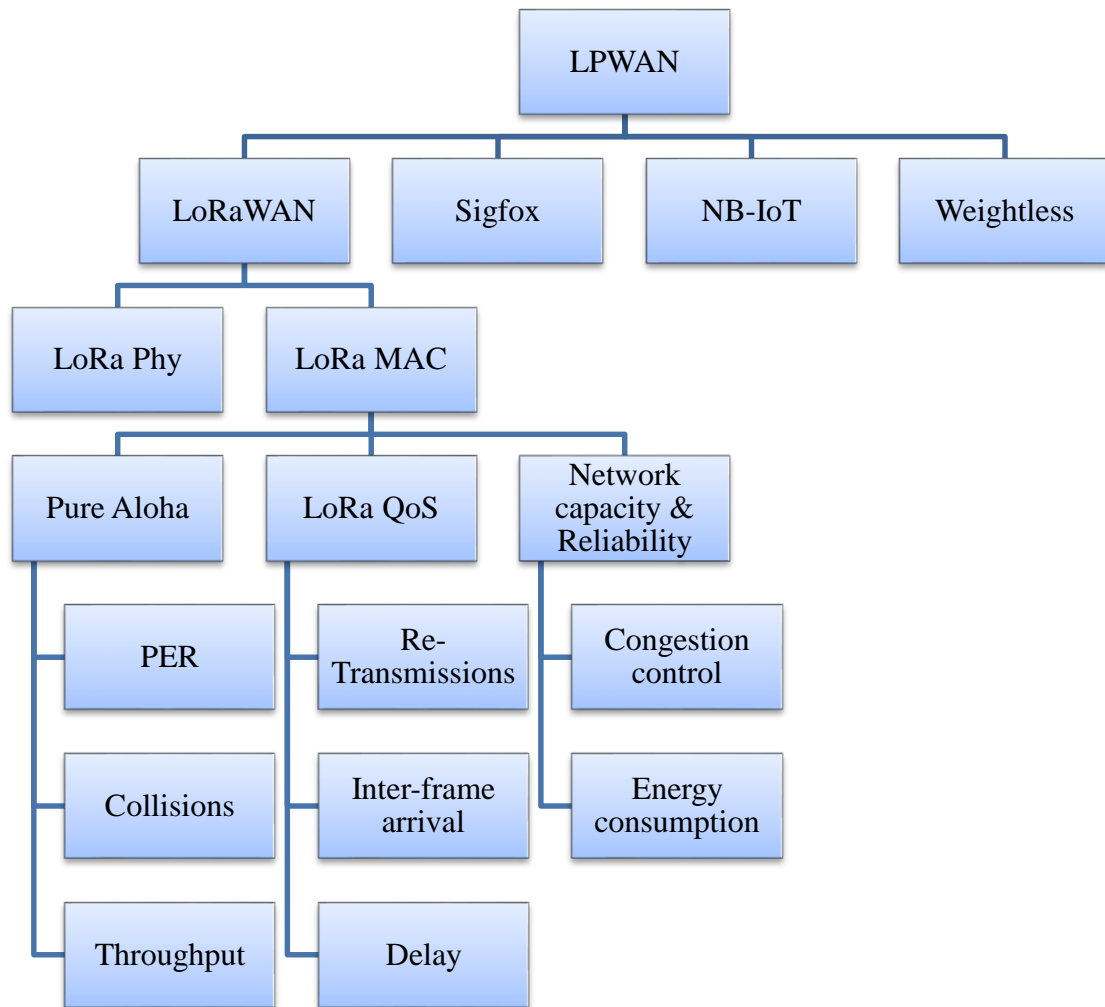 LPWAN
LoRaWAN
Sigfox
NB-IoT
Weightless
LoRa Phy
LoRa MAC
Pure Aloha
LoRa QoS
Network
capacity &
Reliability
PER
Re-
Transmissions
Congestion
control
Collisions
Inter-frame
arrival
Energy
consumption
Throughput
Delay